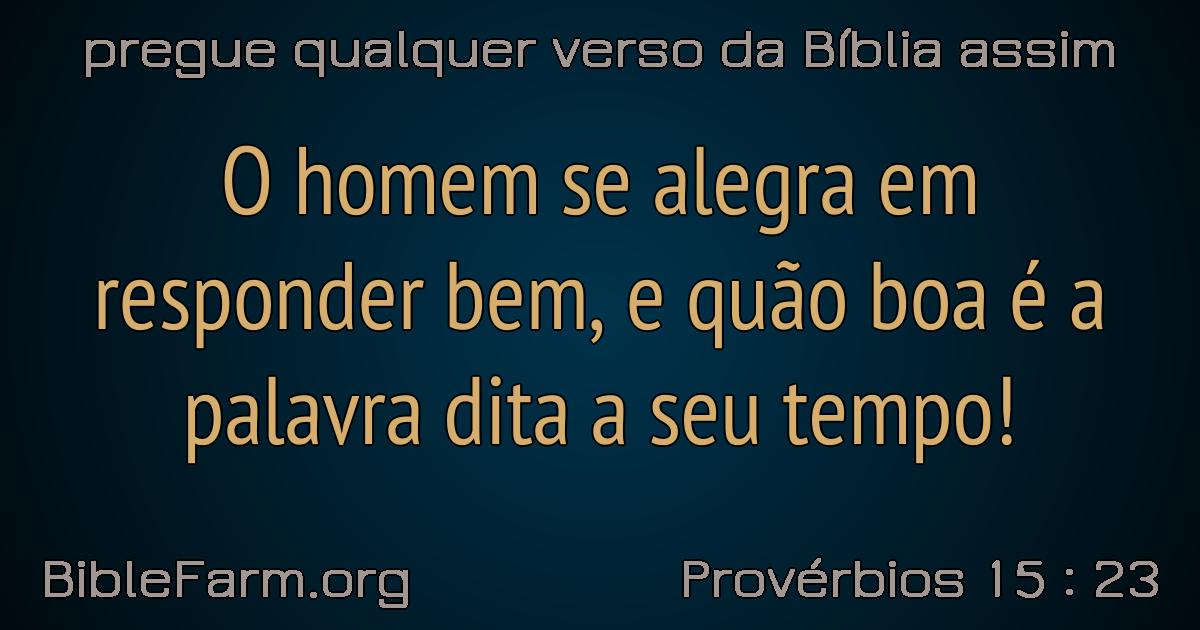 pregue qualquer verso da Bíblia assim
O homem se alegra em
responder bem, e quão boa é a
palavra dita a seu tempo!
BibleFarm.org
Provérbios 15 : 23